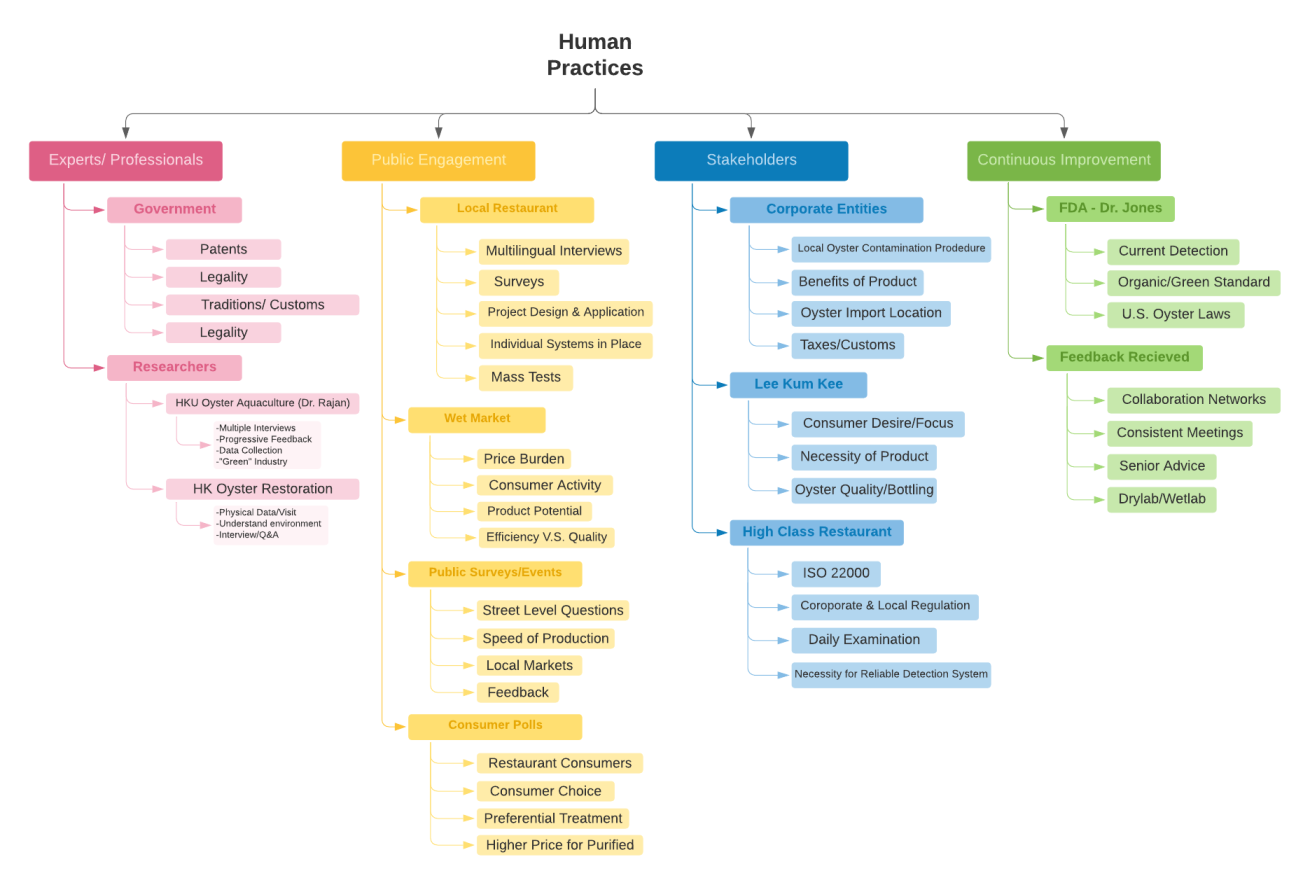 Human
Practices
Experts/ Professionals
Government
Patents
Legality
Traditions/ Customs
Legality
Researchers
HKU Oyster Aquaculture (Dr. Rajan)
-Multiple Interviews
-Progressive Feedback
-Data Collection
-"Green" Industry
HK Oyster Restoration
-Physical Data/Visit
-Understand environment
-Interview/Q&A
Public Engagement
Local Restaurant
Multilingual Interviews
Surveys
Project Design & Application
Individual Systems in Place
Mass Tests
Wet Market
Price Burden
Consumer Activity
Product Potential
Efficiency V.S. Quality
Public Surveys/Events
Street Level Questions
Speed of Production
Local Markets
Feedback
Consumer Polls
Restaurant Consumers
Consumer Choice
Preferential Treatment
Higher Price for Purified
Stakeholders
Corporate Entities
Local Oyster Contamination Prodedure
Benefits of Product
Oyster Import Location
Taxes/Customs
Lee Kum Kee
Consumer Desire/Focus
Necessity of Product
Oyster Quality/Bottling
High Class Restaurant
ISO 22000
Coroporate & Local Regulation
Daily Examination
Necessity for Reliable Detection System
Continuous Improvement
FDA - Dr. Jones
Current Detection
Organic/Green Standard
U.S. Oyster Laws
Feedback Recieved
Collaboration Networks
Consistent Meetings
Senior Advice
Drylab/Wetlab